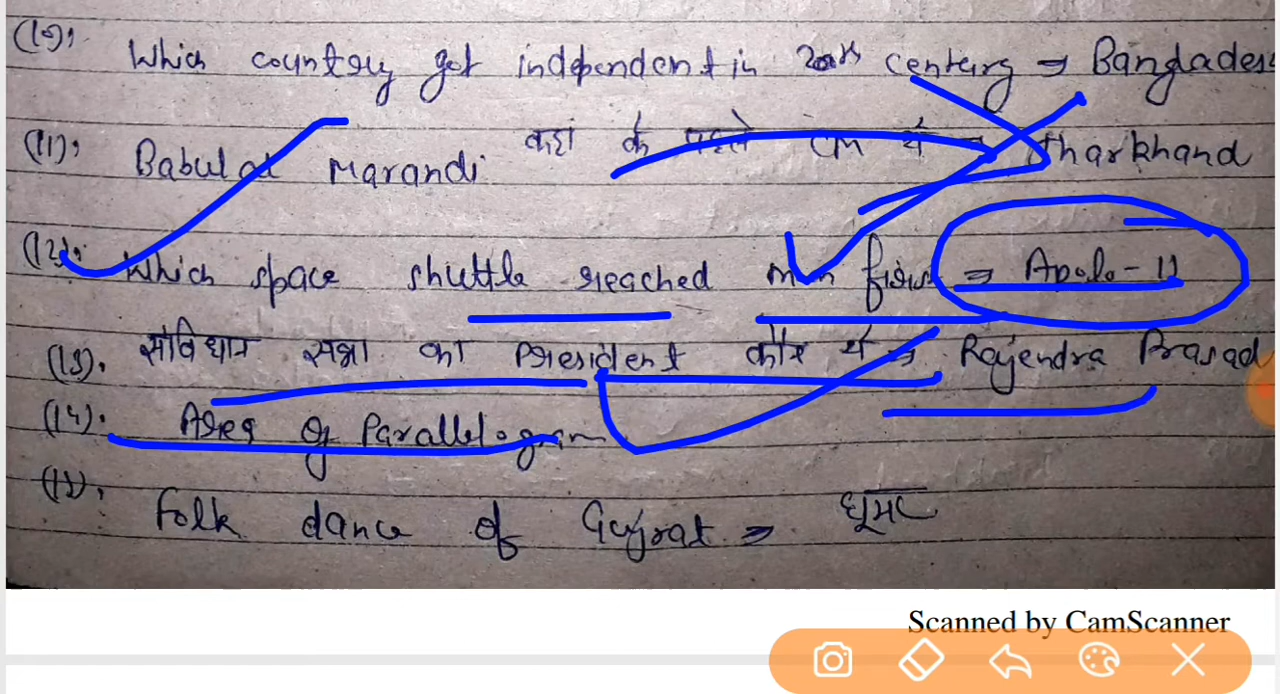 (10). Which country got independent in 20th century ⇒ Bangladesh
(11). Babulal Marandi कहां के पहले CM थे ⇒ Jharkhand
(12). Which space shuttle reached moon first ⇒ Apolo-11
(13). संविधान सभा का President कौन थे ⇒ Rajendra Prasad
(14). Area of Parallelogram
(15). Folk dance of Gujrat ⇒ घूमर
Scanned by CamScanner